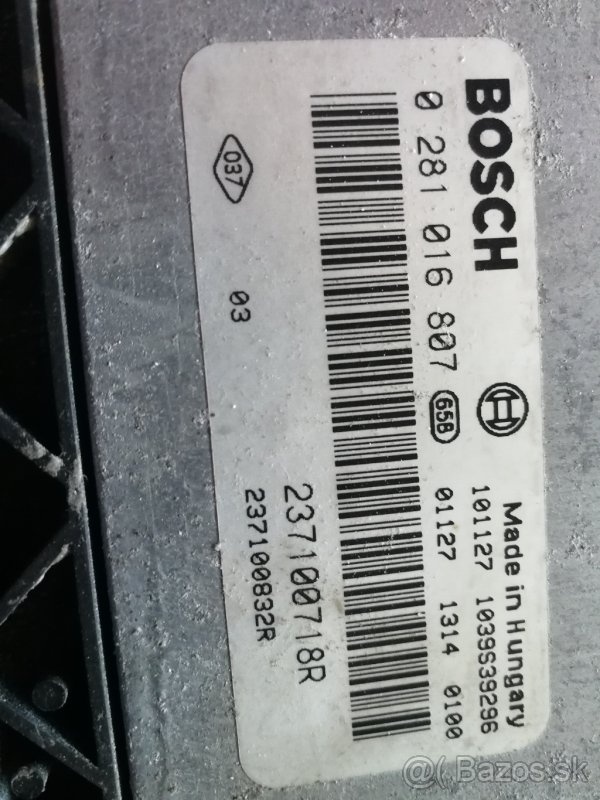 BOSCH
Made in Hungary
101127 1039S39296
0 281 016 807 65B 01127 1314 0100
237100718R
237100832R
037
03
@( Bazos.sk